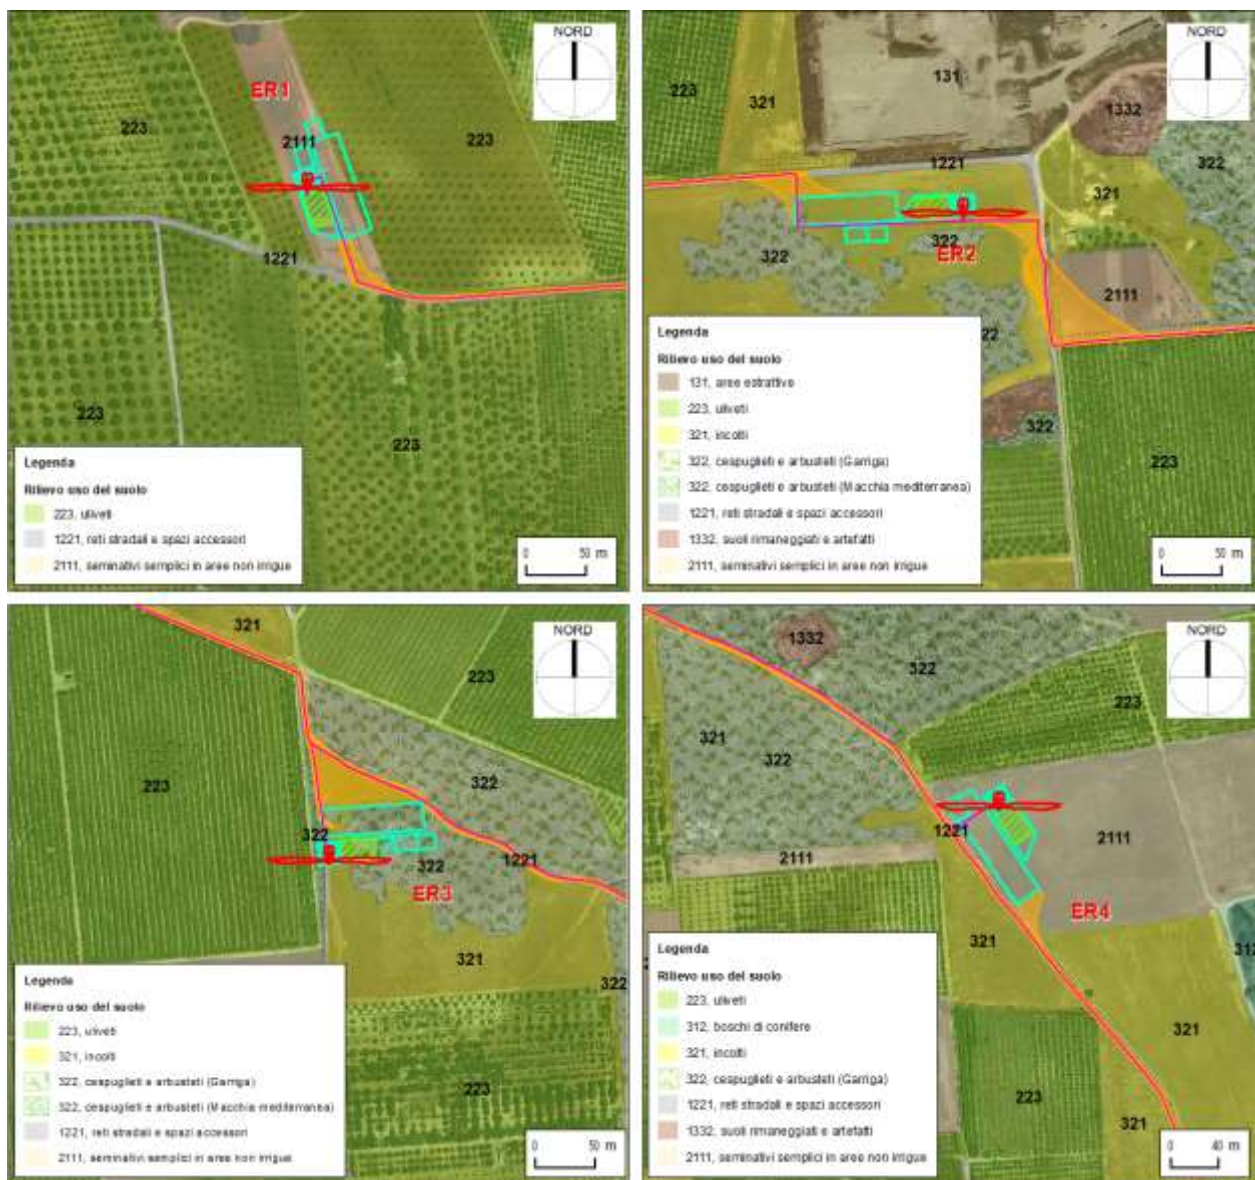 NORD
ER1
223
2111
223
1221
223
223
Legenda
Rilievo uso del suolo
223, uliveti
1221, reti stradali e spazi accessori
2111, seminativi semplici in aree non irrigue
0 50 m
NORD
223
321
131
1332
322
1221
321
322
322
ER2
2111
22
322
223
Legenda
Rilievo uso del suolo
131, aree estrattive
223, uliveti
321, incolti
322, cespuglieti e arbusteti (Garriga)
322, cespuglieti e arbusteti (Macchia mediterranea)
1221, reti stradali e spazi accessori
1332, suoli rimaneggiati e artefatti
2111, seminativi semplici in aree non irrigue
0 50 m
NORD
321
223
223
322
322
322
1221
ER3
321
322
223
Legenda
Rilievo uso del suolo
223, uliveti
321, incolti
322, cespuglieti e arbusteti (Garriga)
322, cespuglieti e arbusteti (Macchia mediterranea)
1221, reti stradali e spazi accessori
2111, seminativi semplici in aree non irrigue
0 50 m
NORD
1332
322
223
321
322
1221
2111
2111
ER4
321
312
321
223
321
Legenda
Rilievo uso del suolo
223, uliveti
312, boschi di conifere
321, incolti
322, cespuglieti e arbusteti (Garriga)
1221, reti stradali e spazi accessori
1332, suoli rimaneggiati e artefatti
2111, seminativi semplici in aree non irrigue
0 40 m